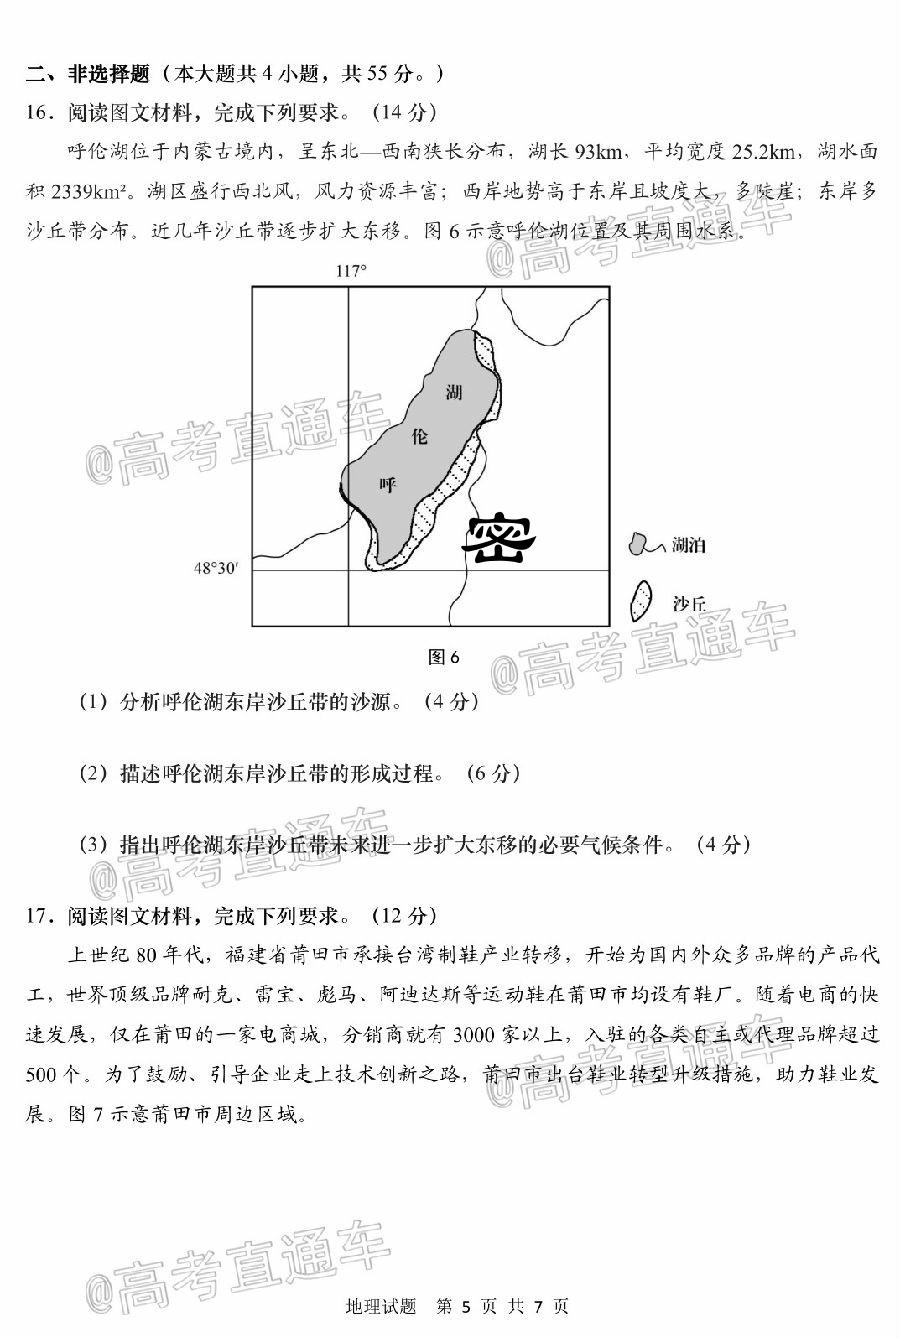 二、非选择题（本大题共 4 小题，共 55 分。）
16．阅读图文材料，完成下列要求。（14 分）
呼伦湖位于内蒙古境内，呈东北—西南狭长分布，湖长 93km，平均宽度 25.2km，湖水面
积 2339km²。湖区盛行西北风，风力资源丰富；西岸地势高于东岸且坡度大，多陡崖；东岸多
沙丘带分布。近几年沙丘带逐步扩大东移。图 6 示意呼伦湖位置及其周围水系。
@高考直通车
117°
湖
伦
呼
@高考直通车
密
湖泊
48°30′
沙丘
图 6
@高考直通车
（1）分析呼伦湖东岸沙丘带的沙源。（4 分）
（2）描述呼伦湖东岸沙丘带的形成过程。（6 分）
（3）指出呼伦湖东岸沙丘带未来进一步扩大东移的必要气候条件。（4 分）
@高考直通车
17．阅读图文材料，完成下列要求。（12 分）
上世纪 80 年代，福建省莆田市承接台湾制鞋产业转移，开始为国内外众多品牌的产品代
工，世界顶级品牌耐克、雷宝、彪马、阿迪达斯等运动鞋在莆田市均设有鞋厂。随着电商的快
速发展，仅在莆田的一家电商城，分销商就有 3000 家以上，入驻的各类自主或代理品牌超过
500 个。为了鼓励、引导企业走上技术创新之路，莆田市出台鞋业转型升级措施，助力鞋业发
展。图 7 示意莆田市周边区域。
@高考直通车
@高考直通车
地理试题 第 5 页 共 7 页